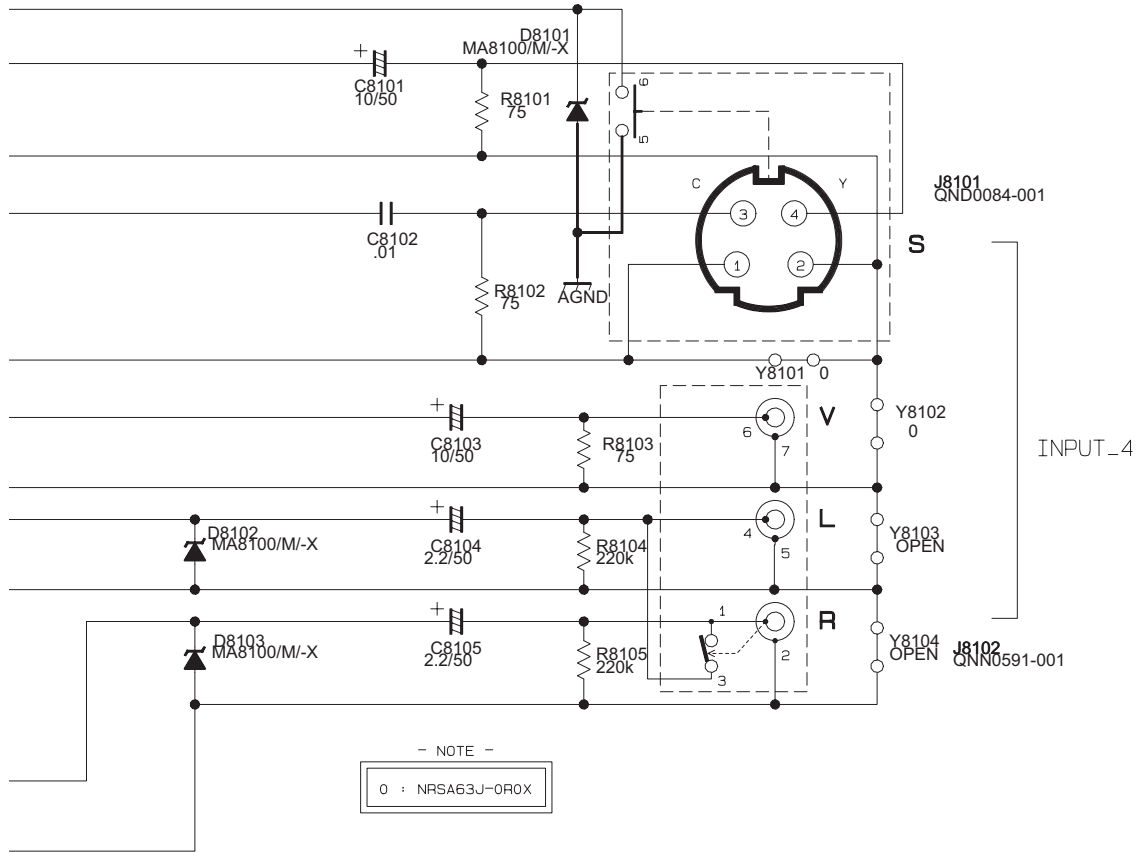 D8101
MA8100/M/-X
+
C8101
10/50
R8101
75
6
5
C
Y
J8101
QND0084-001
3
4
C8102
.01
S
1
2
R8102
75
AGND
Y8101
0
+
C8103
10/50
R8103
75
6
7
V
Y8102
0
INPUT_4
D8102
MA8100/M/-X
+
C8104
2.2/50
R8104
220k
4
5
L
Y8103
OPEN
D8103
MA8100/M/-X
+
C8105
2.2/50
R8105
220k
1
3
2
R
Y8104
OPEN
J8102
QNN0591-001
- NOTE -
0 : NRSA63J-0R0X